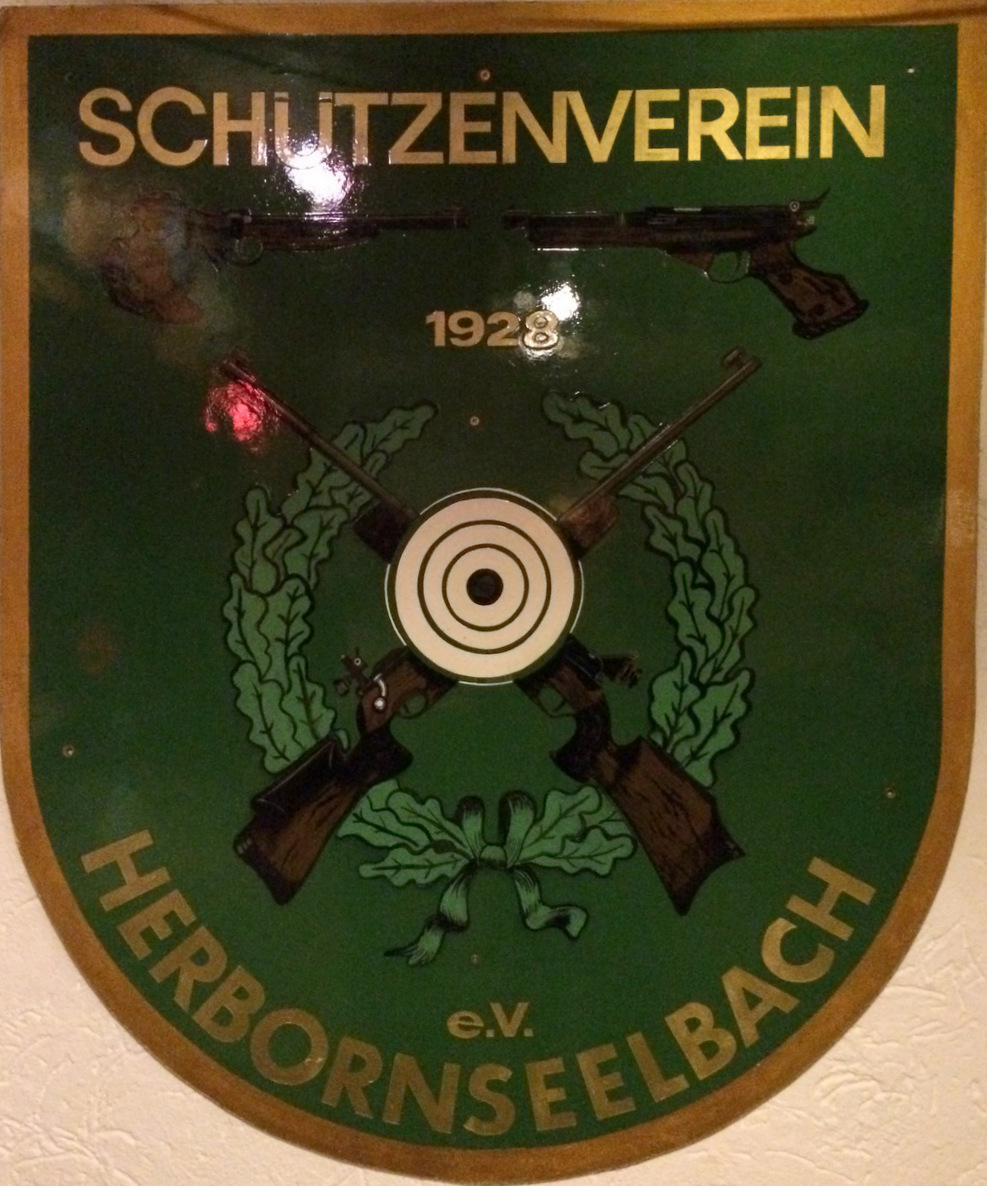 SCHÜTZENVEREIN
1928
e.V.
HERBORNSEELBACH